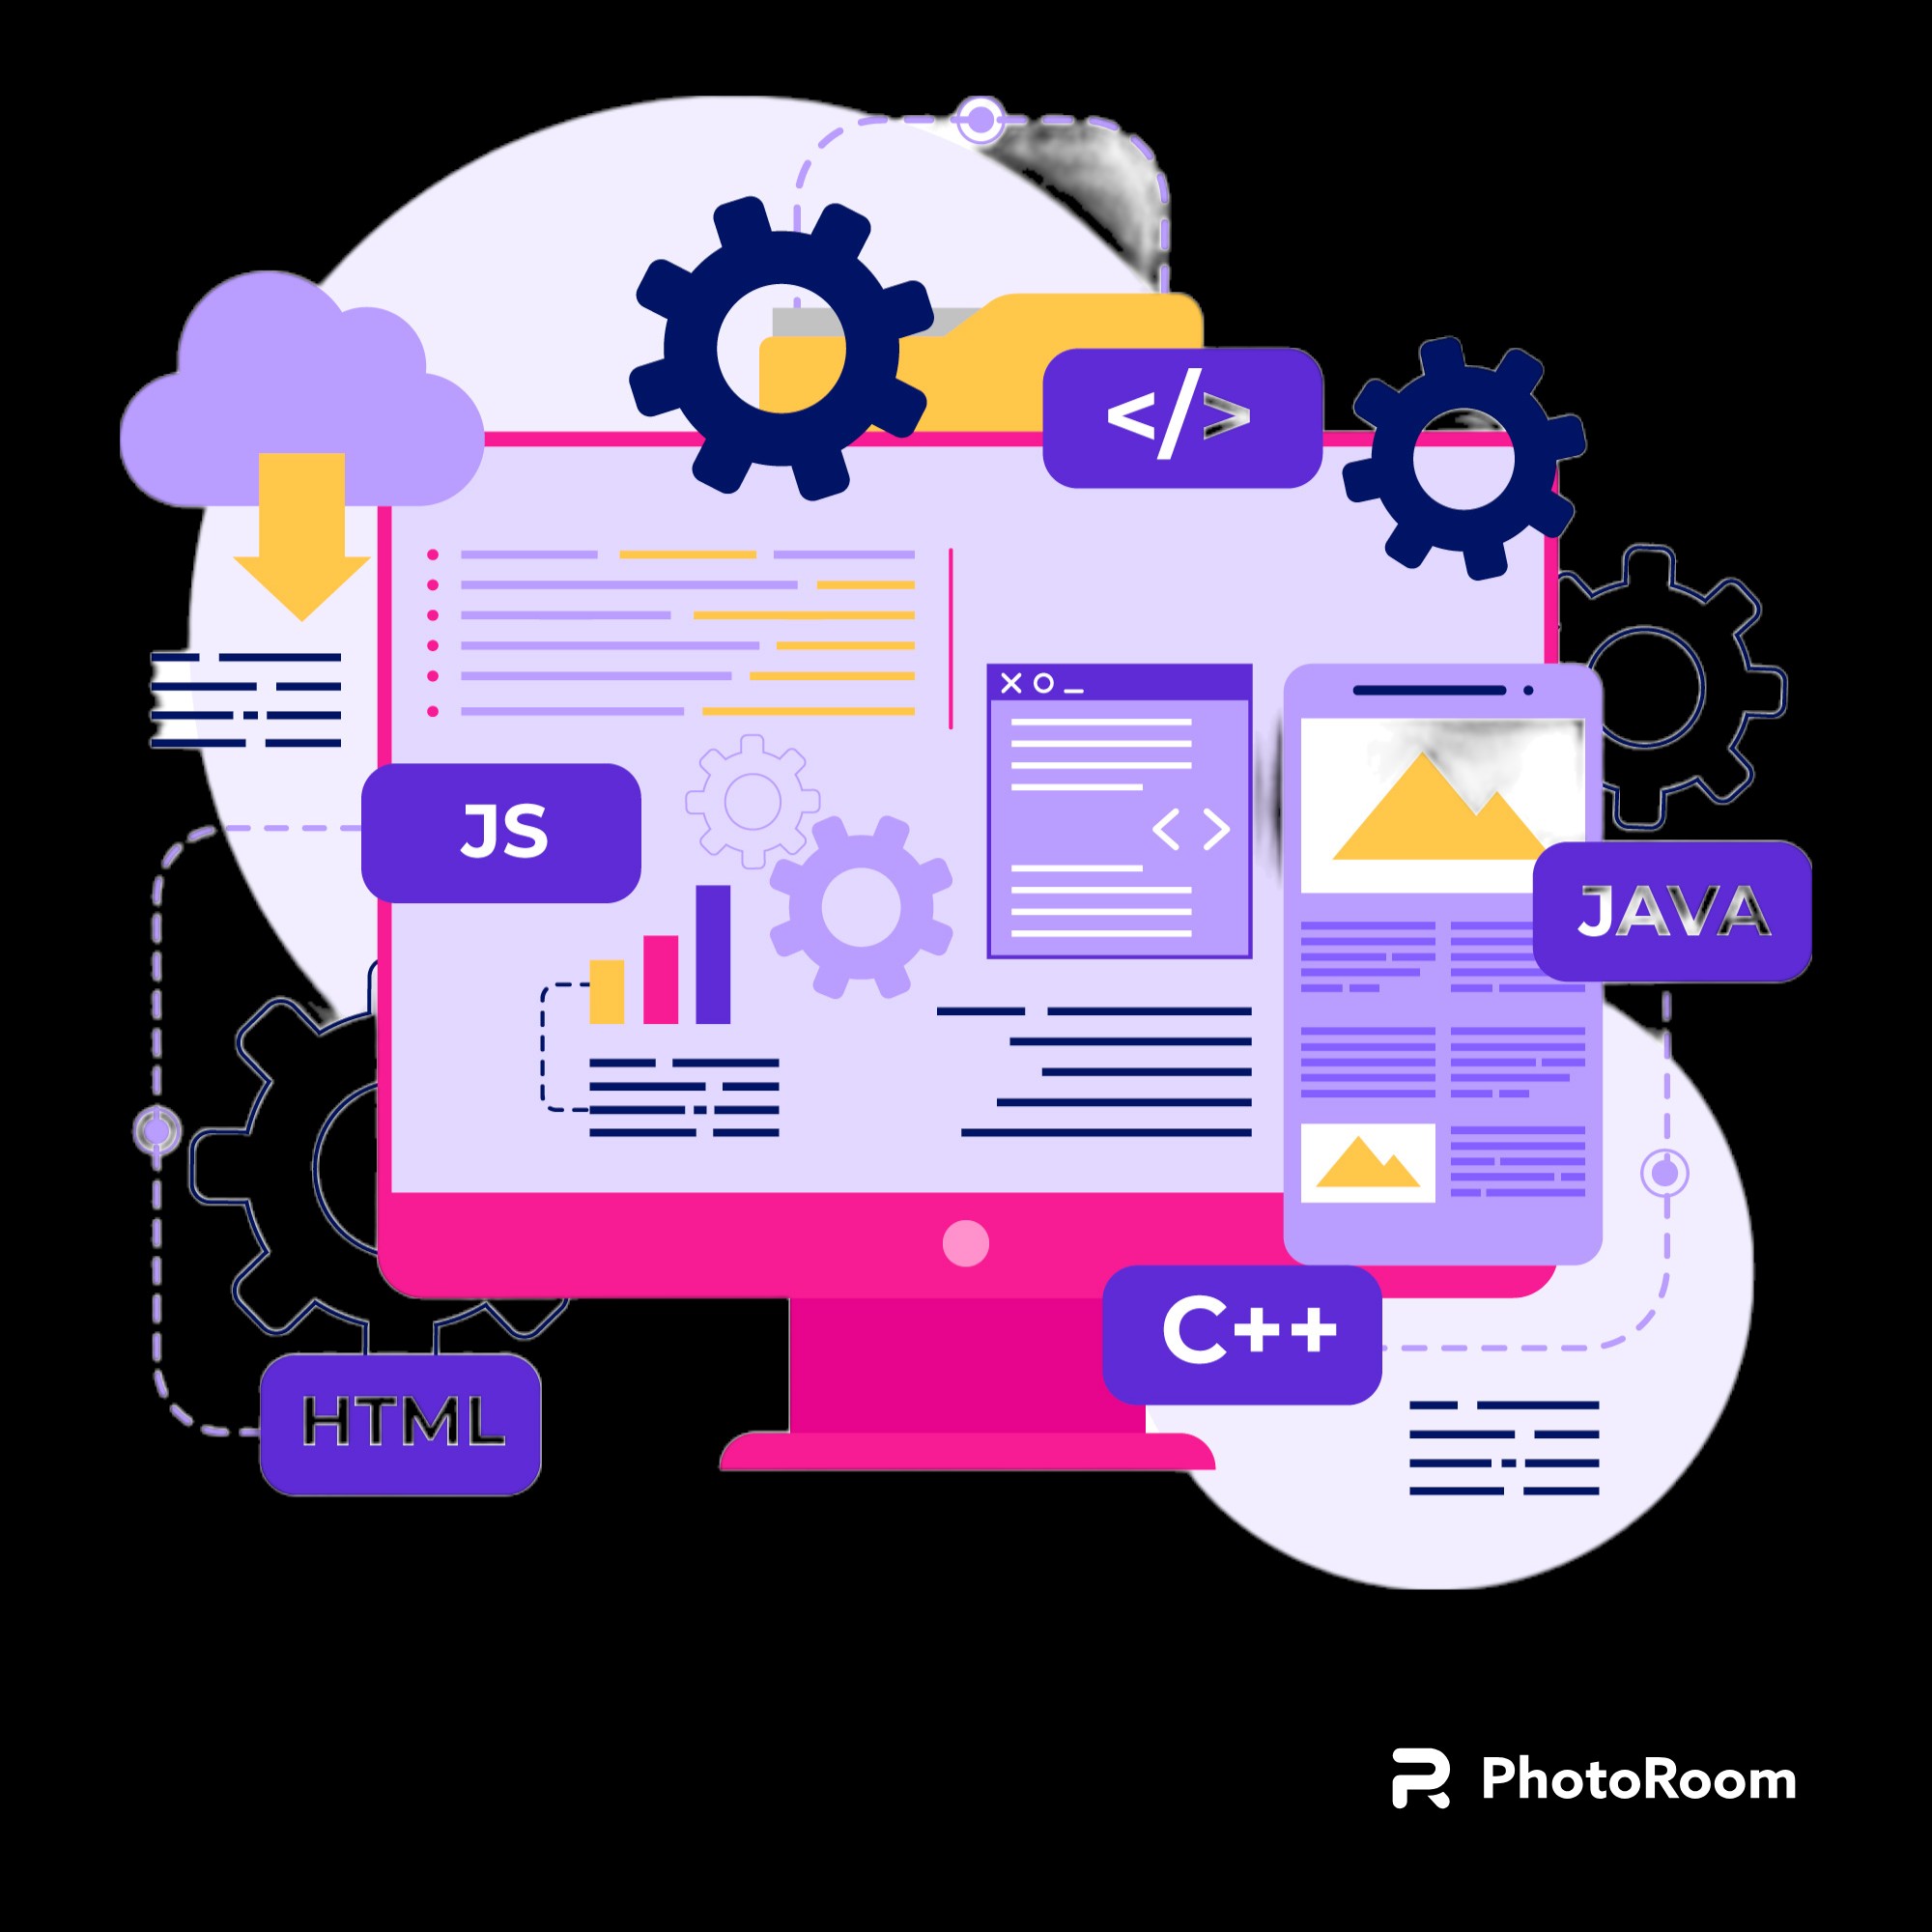 </>
JS
< >
JAVA
C++
HTML
PhotoRoom